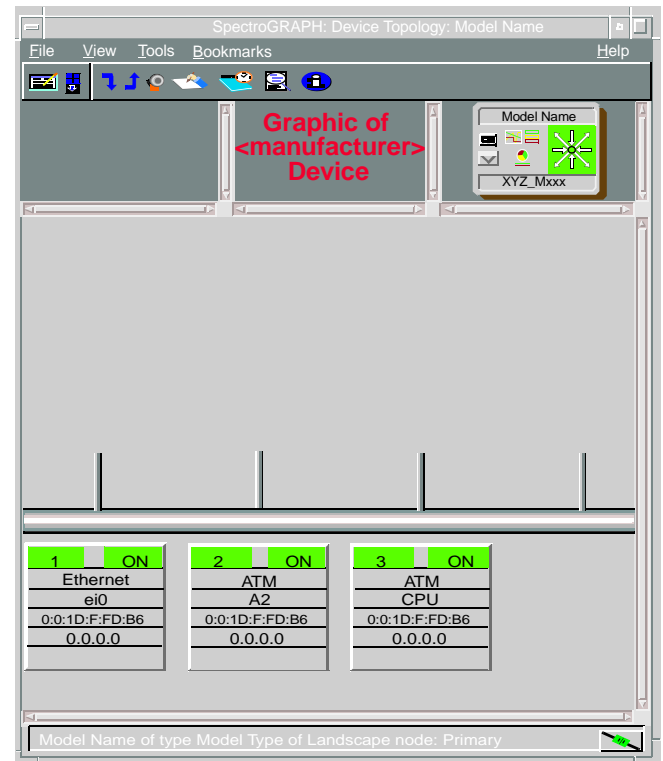 SpectroGRAPH: Device Topology: Model Name
File View Tools Bookmarks Help
Graphic of
<manufacturer>
Device
Model Name
XYZ_Mxxx
1 ON
Ethernet
ei0
0:0:1D:F:FD:B6
0.0.0.0
2 ON
ATM
A2
0:0:1D:F:FD:B6
0.0.0.0
3 ON
ATM
CPU
0:0:1D:F:FD:B6
0.0.0.0
Model Name of type Model Type of Landscape node: Primary